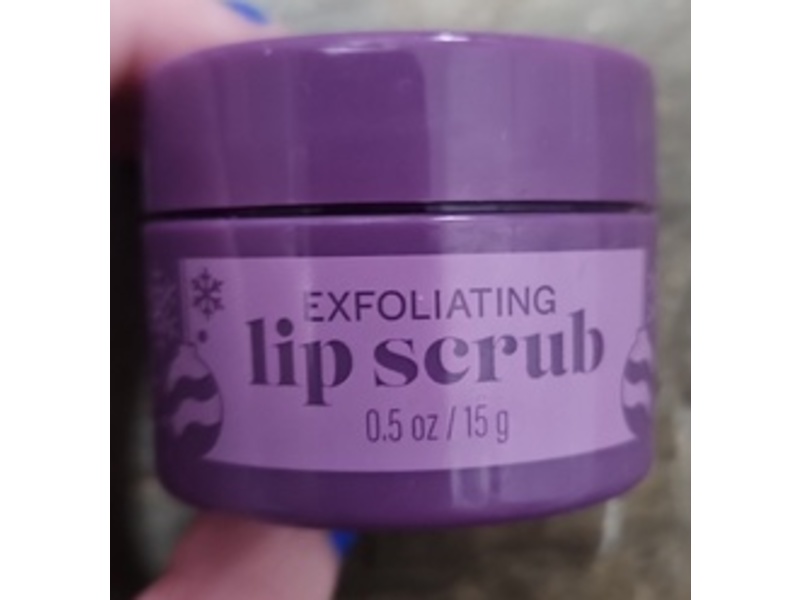 EXFOLIATING
lip scrub
0.5 oz / 15 g